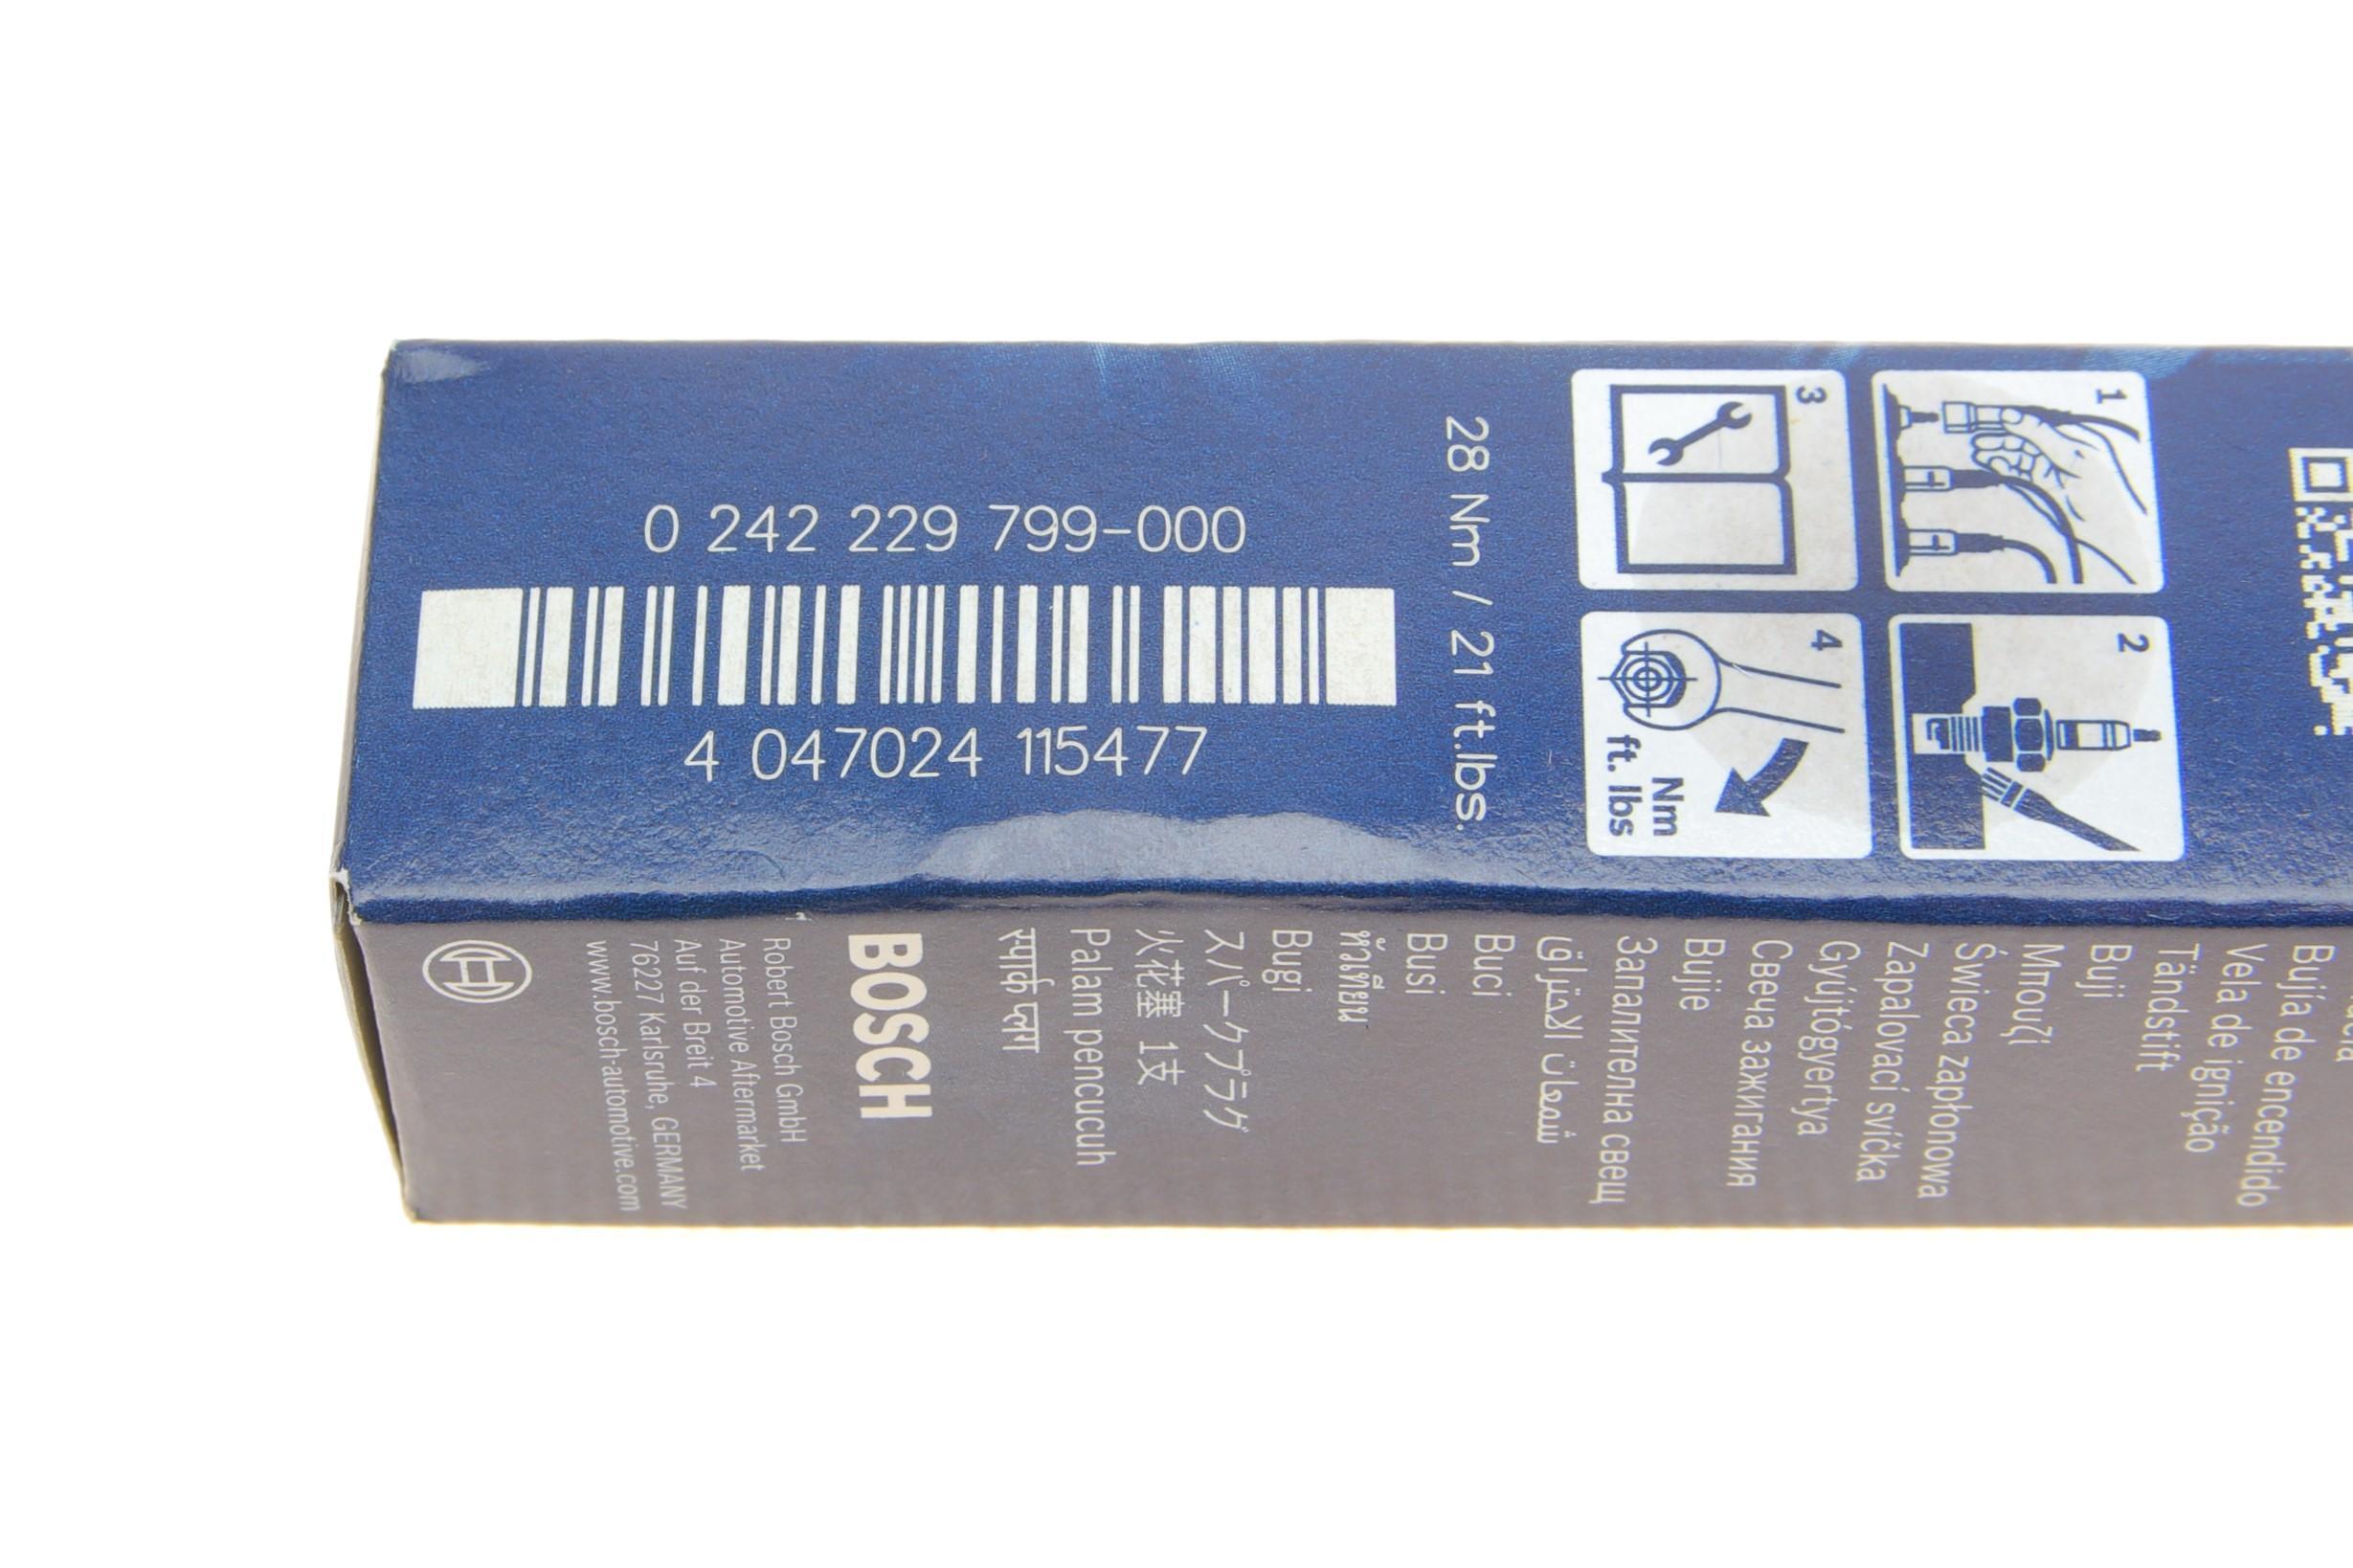 0 242 229 799-000
4 047024 115477
28 Nm / 21 ft.lbs.
1
2
3
4
Nm
ft. lbs
Bujía de encendido
Vela de ignição
Tändstift
Buji
Μπουζί
Świeca zapłonowa
Zapalovací svíčka
Gyújtógyertya
Свеча зажигания
Bujie
Запалителна свещ
شمعات الاحتراق
Buci
Busi
หัวเทียน
Bugi
スパークプラグ
火花塞 1支
Palam pencucuh
स्पार्क प्लग
BOSCH
Robert Bosch GmbH
Automotive Aftermarket
Auf der Breit 4
76227 Karlsruhe, GERMANY
www.bosch-automotive.com